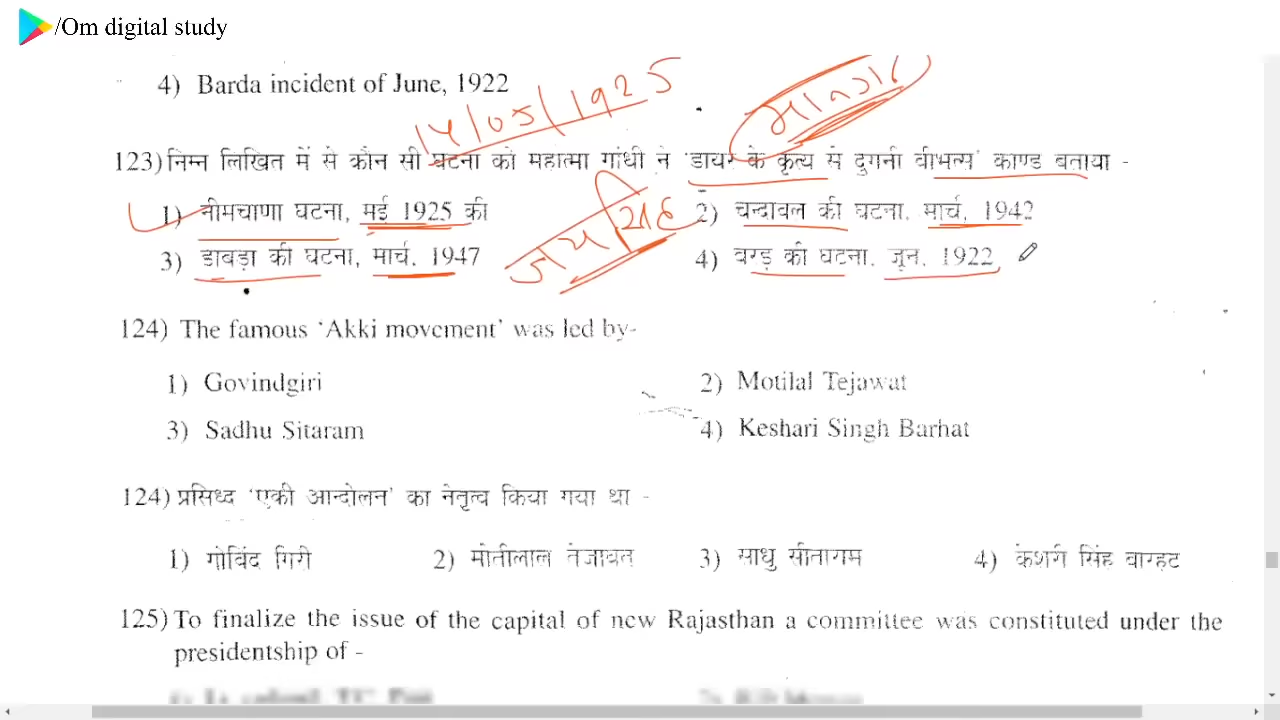 /Om digital study
4) Barda incident of June, 1922
14/05/1925
123) निम्न लिखित में से कौन सी घटना को महात्मा गांधी ने 'डायर के कृत्य से दुगनी वीभत्स' काण्ड बताया -
1) नीमचाणा घटना, मई 1925 की
2) चन्दावल की घटना. मार्च, 1942
3) डाबड़ा की घटना, मार्च. 1947
4) बरड़ की घटना. जून, 1922
124) The famous 'Akki movement' was led by-
1) Govindgiri
2) Motilal Tejawat
3) Sadhu Sitaram
4) Keshari Singh Barhat
124) प्रसिध्द 'एकी आन्दोलन' का नेतृत्व किया गया था -
1) गोविंद गिरी 2) मोतीलाल तेजावत 3) साधु सीताराम 4) केशरी सिंह बारहट
125) To finalize the issue of the capital of new Rajasthan a committee was constituted under the
presidentship of -